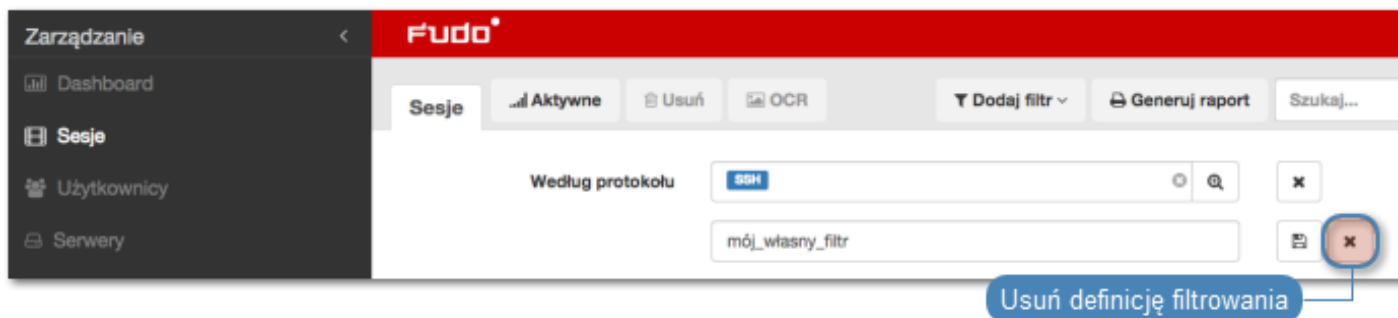 Zarządzanie
FUDO
Dashboard
Sesje
Użytkownicy
Serwery
Sesje
Aktywne
Usuń
OCR
Dodaj filtr
Generuj raport
Szukaj...
Według protokołu
SSH
mój_własny_filtr
Usuń definicję filtrowania